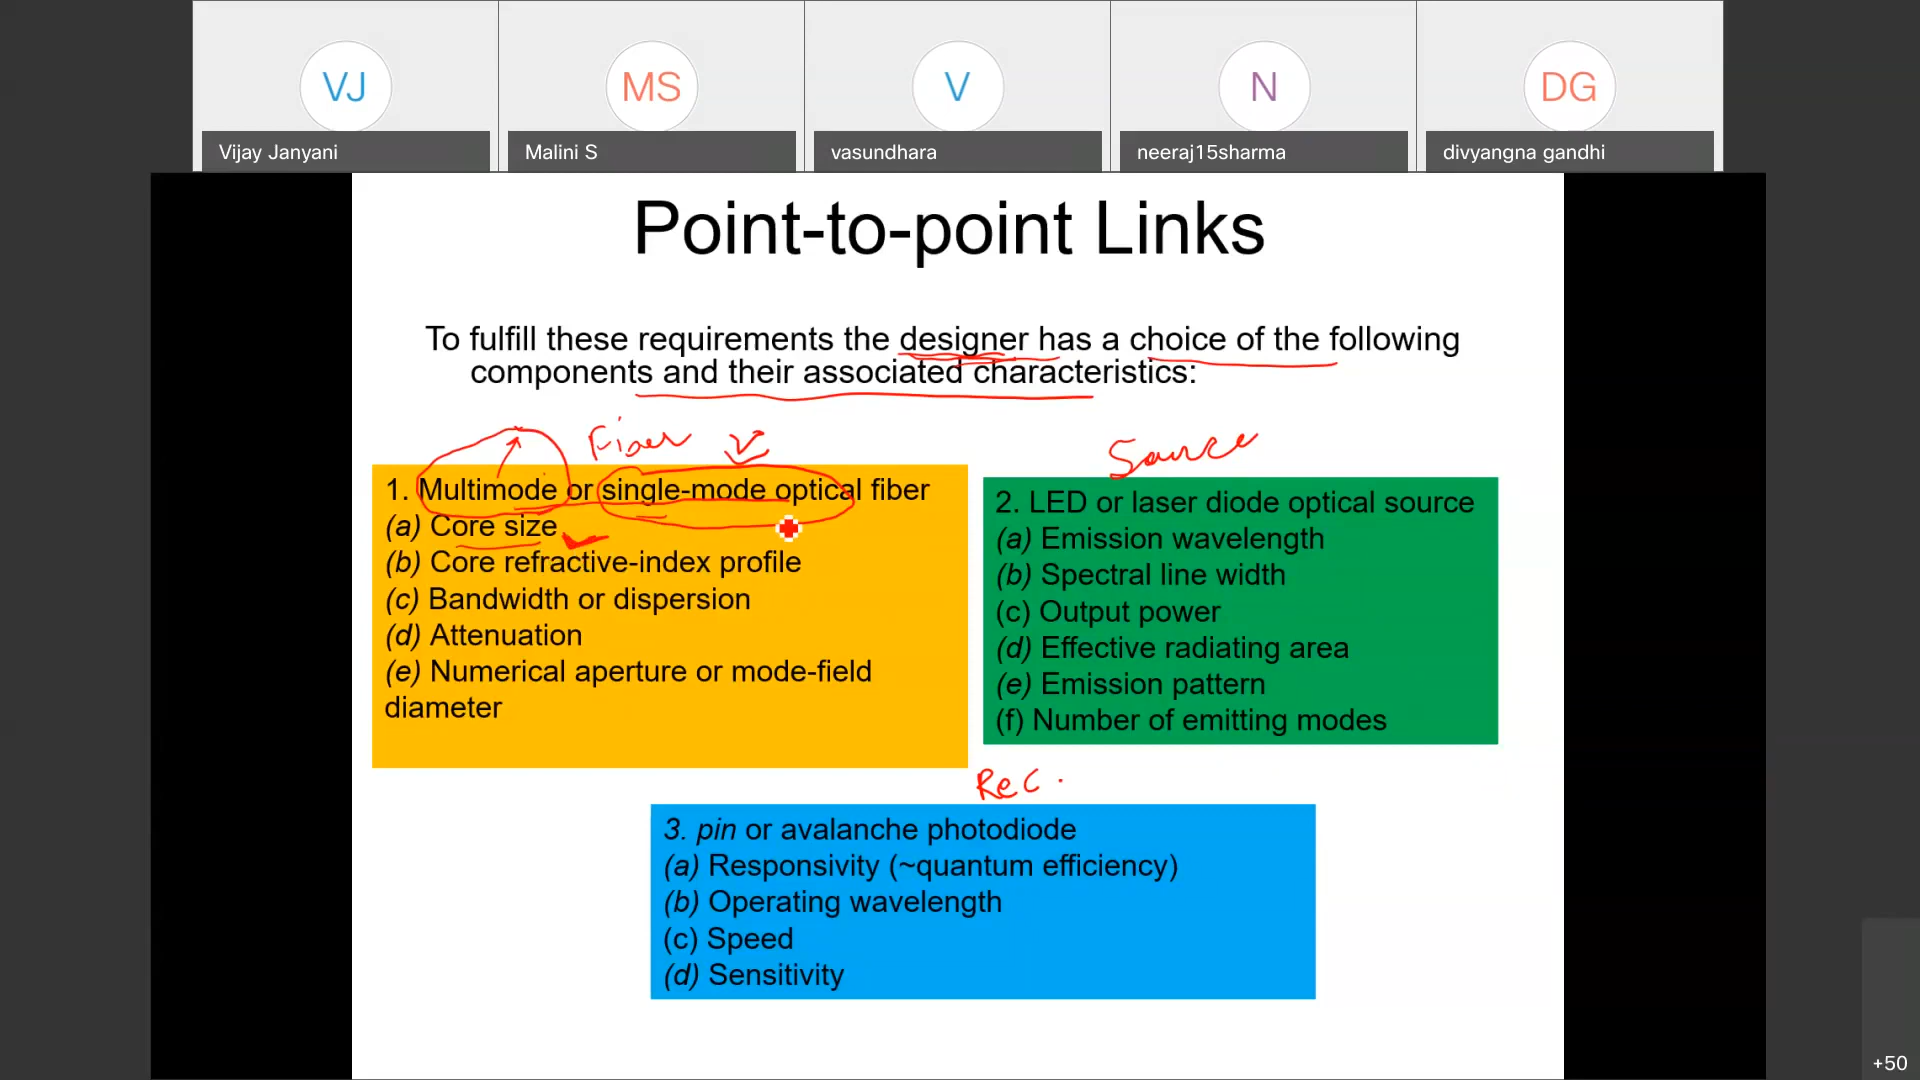 VJ
MS
V
N
DG
Vijay Janyani
Malini S
vasundhara
neeraj15sharma
divyangna gandhi
Point-to-point Links
To fulfill these requirements the designer has a choice of the following
components and their associated characteristics:
Fiber
Source
1. Multimode or single-mode optical fiber
(a) Core size
(b) Core refractive-index profile
(c) Bandwidth or dispersion
(d) Attenuation
(e) Numerical aperture or mode-field
diameter
2. LED or laser diode optical source
(a) Emission wavelength
(b) Spectral line width
(c) Output power
(d) Effective radiating area
(e) Emission pattern
(f) Number of emitting modes
Rec.
3. pin or avalanche photodiode
(a) Responsivity (~quantum efficiency)
(b) Operating wavelength
(c) Speed
(d) Sensitivity
+50